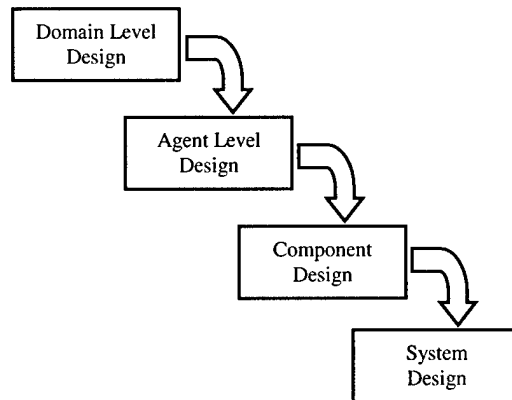 Domain Level
Design
Agent Level
Design
Component
Design
System
Design